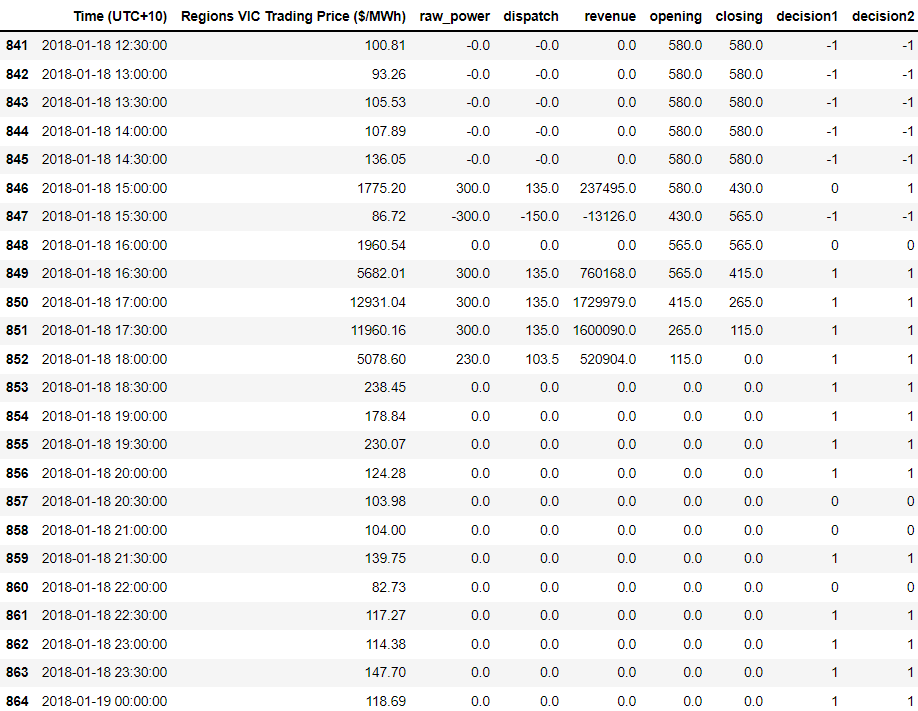 Time (UTC+10) Regions VIC Trading Price ($/MWh) raw_power dispatch revenue opening closing decision1 decision2
841 2018-01-18 12:30:00 100.81 -0.0 -0.0 0.0 580.0 580.0 -1 -1
842 2018-01-18 13:00:00 93.26 -0.0 -0.0 0.0 580.0 580.0 -1 -1
843 2018-01-18 13:30:00 105.53 -0.0 -0.0 0.0 580.0 580.0 -1 -1
844 2018-01-18 14:00:00 107.89 -0.0 -0.0 0.0 580.0 580.0 -1 -1
845 2018-01-18 14:30:00 136.05 -0.0 -0.0 0.0 580.0 580.0 -1 -1
846 2018-01-18 15:00:00 1775.20 300.0 135.0 237495.0 580.0 430.0 0 1
847 2018-01-18 15:30:00 86.72 -300.0 -150.0 -13126.0 430.0 565.0 -1 -1
848 2018-01-18 16:00:00 1960.54 0.0 0.0 0.0 565.0 565.0 0 0
849 2018-01-18 16:30:00 5682.01 300.0 135.0 760168.0 565.0 415.0 1 1
850 2018-01-18 17:00:00 12931.04 300.0 135.0 1729979.0 415.0 265.0 1 1
851 2018-01-18 17:30:00 11960.16 300.0 135.0 1600090.0 265.0 115.0 1 1
852 2018-01-18 18:00:00 5078.60 230.0 103.5 520904.0 115.0 0.0 1 1
853 2018-01-18 18:30:00 238.45 0.0 0.0 0.0 0.0 0.0 1 1
854 2018-01-18 19:00:00 178.84 0.0 0.0 0.0 0.0 0.0 1 1
855 2018-01-18 19:30:00 230.07 0.0 0.0 0.0 0.0 0.0 1 1
856 2018-01-18 20:00:00 124.28 0.0 0.0 0.0 0.0 0.0 1 1
857 2018-01-18 20:30:00 103.98 0.0 0.0 0.0 0.0 0.0 0 0
858 2018-01-18 21:00:00 104.00 0.0 0.0 0.0 0.0 0.0 0 0
859 2018-01-18 21:30:00 139.75 0.0 0.0 0.0 0.0 0.0 1 1
860 2018-01-18 22:00:00 82.73 0.0 0.0 0.0 0.0 0.0 0 0
861 2018-01-18 22:30:00 117.27 0.0 0.0 0.0 0.0 0.0 1 1
862 2018-01-18 23:00:00 114.38 0.0 0.0 0.0 0.0 0.0 1 1
863 2018-01-18 23:30:00 147.70 0.0 0.0 0.0 0.0 0.0 1 1
864 2018-01-19 00:00:00 118.69 0.0 0.0 0.0 0.0 0.0 1 1